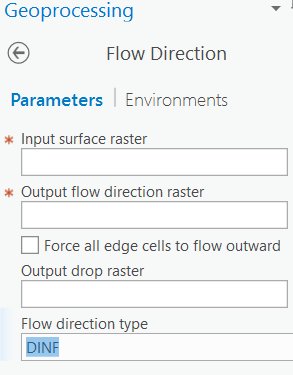 Geoprocessing
Flow Direction
Parameters | Environments
* Input surface raster
* Output flow direction raster
Force all edge cells to flow outward
Output drop raster
Flow direction type
DINF